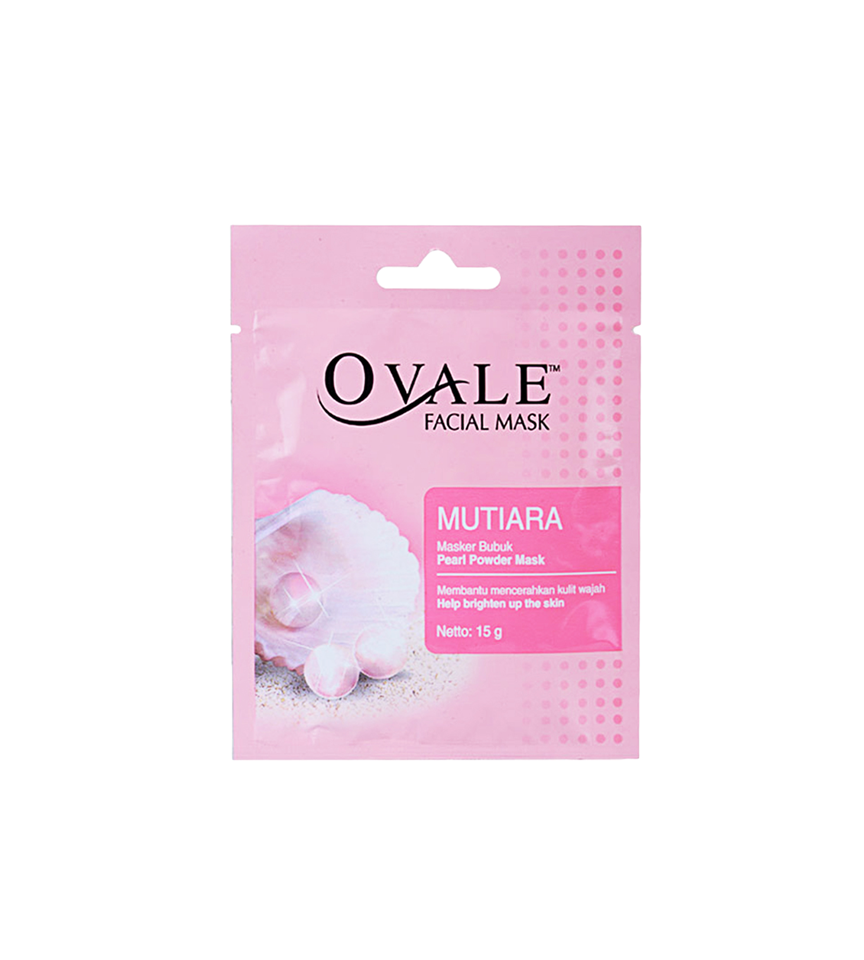 OVALE™
FACIAL MASK
MUTIARA
Masker Bubuk
Pearl Powder Mask
Membantu mencerahkan kulit wajah
Help brighten up the skin
Netto: 15 g